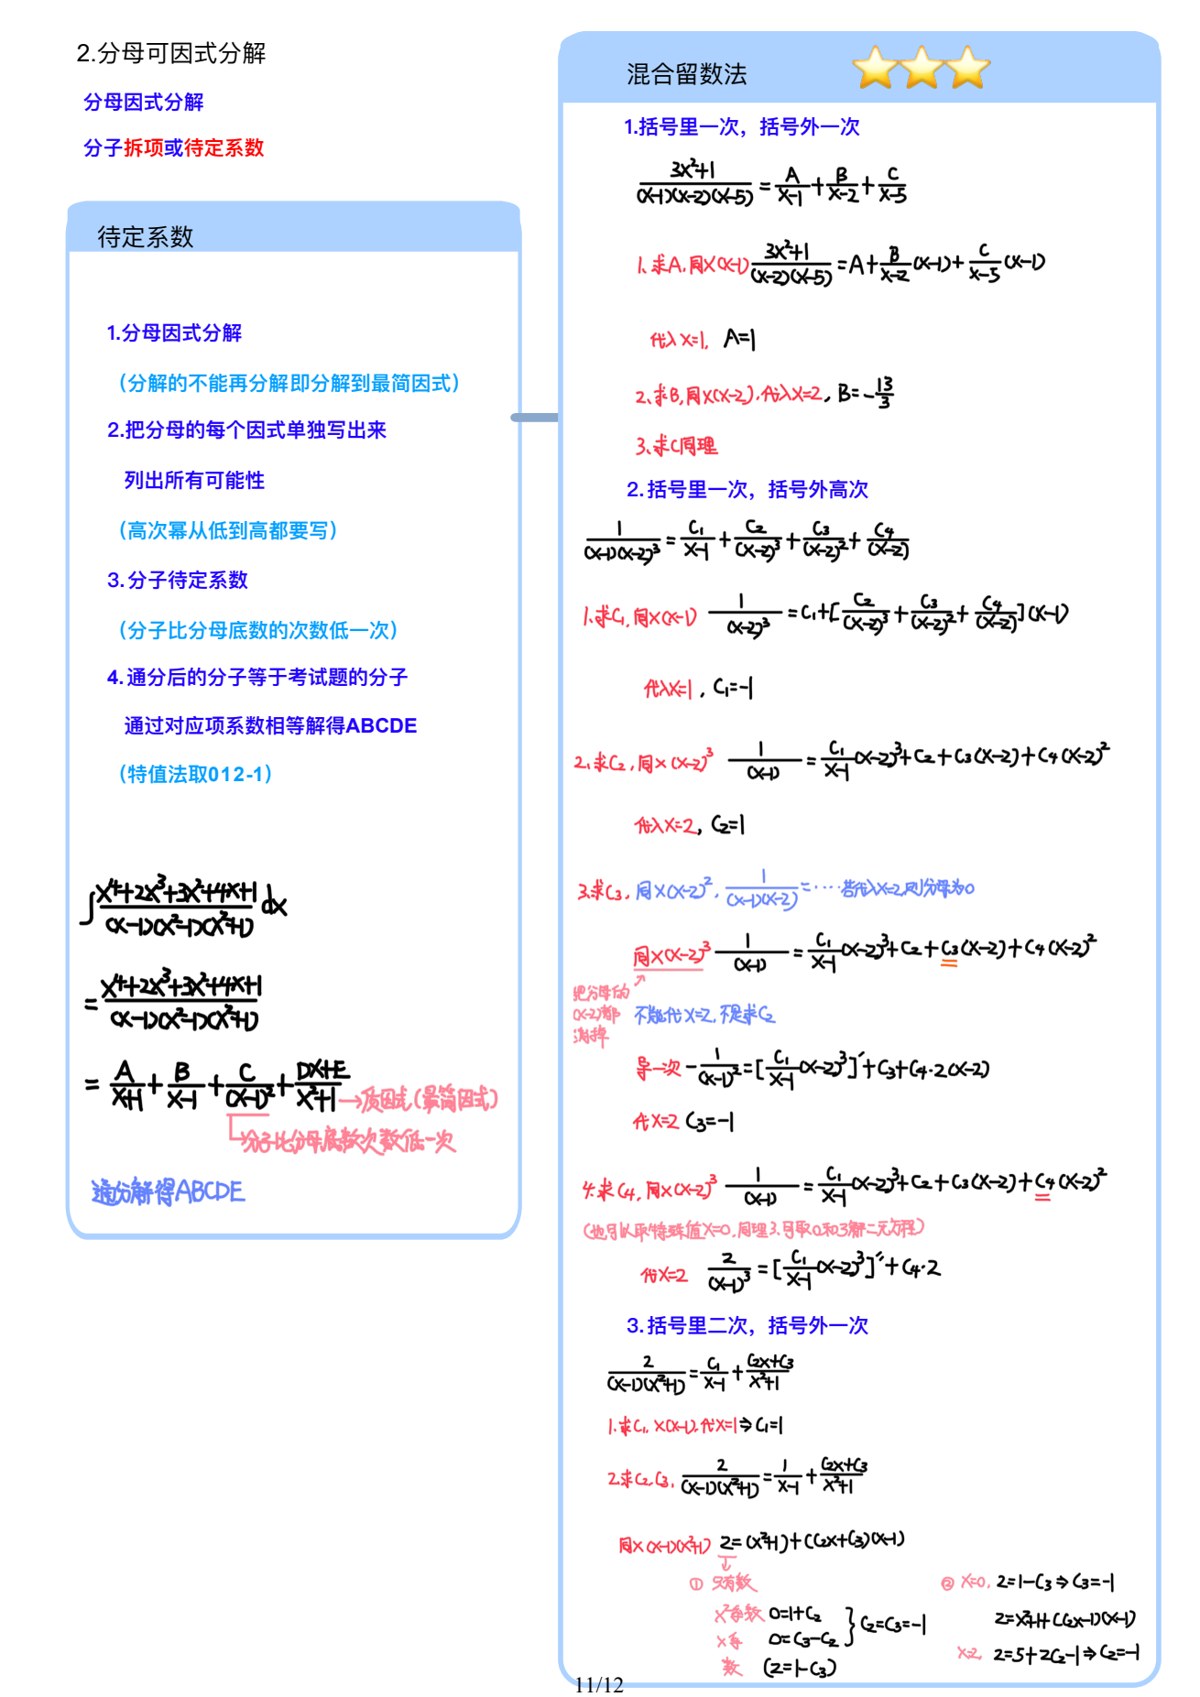 2.分母可因式分解
分母因式分解
分子拆项或待定系数
待定系数
1.分母因式分解
（分解的不能再分解即分解到最简因式）
2.把分母的每个因式单独写出来
列出所有可能性
（高次幂从低到高都要写）
3.分子待定系数
（分子比分母底数的次数低一次）
4.通分后的分子等于考试题的分子
通过对应项系数相等解得ABCDE
（特值法取012-1）
∫(x⁴+2x³+3x²+4x+1)/((x-1)(x²-1)(x²+1)) dx
=(x⁴+2x³+3x²+4x+1)/((x-1)(x²-1)(x²+1))
=A/(x+1)+B/(x-1)+C/(x-1)²+(Dx+E)/(x²+1)→质因式(最简因式)
→分子比分母底数次数低一次
通分解得ABCDE
混合留数法 ⭐⭐⭐
1.括号里一次，括号外一次
(3x²+1)/((x-1)(x-2)(x-5))=A/(x-1)+B/(x-2)+C/(x-5)
1、求A,同×(x-1) (3x²+1)/((x-2)(x-5))=A+B/(x-2)(x-1)+C/(x-5)(x-1)
代入x=1, A=1
2、求B,同×(x-2),代入x=2, B=-13/3
3、求C同理
2.括号里一次，括号外高次
1/((x-1)(x-2)³)=C₁/(x-1)+C₂/(x-2)³+C₃/(x-2)²+C₄/(x-2)
1.求C₁,同×(x-1) 1/(x-2)³=C₁+[C₂/(x-2)³+C₃/(x-2)²+C₄/(x-2)](x-1)
代入x=1, C₁=-1
2、求C₂,同×(x-2)³ 1/(x-1)=C₁/(x-1)(x-2)³+C₂+C₃(x-2)+C₄(x-2)²
代入x=2, C₂=1
3.求C₃,同×(x-2)², 1/((x-1)(x-2))=····若代入x=2,则分母为0
同×(x-2)³ 1/(x-1)=C₁/(x-1)(x-2)³+C₂+C₃(x-2)+C₄(x-2)²
把分母的
(x-2)都
消掉
不能代x=2,不是求C₂
导一次 -1/(x-1)²=[C₁/(x-1)(x-2)³]′+C₃+C₄·2(x-2)
代x=2 C₃=-1
4.求C₄,同×(x-2)³ 1/(x-1)=C₁/(x-1)(x-2)³+C₂+C₃(x-2)+C₄(x-2)²
(也可以取特殊值x=0,同理3.可取0和3解二元方程)
代x=2 2/(x-1)³=[C₁/(x-1)(x-2)³]″+C₄·2
3.括号里二次，括号外一次
2/((x-1)(x²+1))=C₁/(x-1)+(C₂x+C₃)/(x²+1)
1.求C₁,×(x-1),代x=1⇒C₁=1
2.求C₂C₃, 2/((x-1)(x²+1))=1/(x-1)+(C₂x+C₃)/(x²+1)
同×(x-1)(x²+1) 2=(x²+1)+(C₂x+C₃)(x-1)
① 只有数
x²系数 0=1+C₂
x系 0=C₃-C₂ } C₂=C₃=-1
数 (2=1-C₃)
② x=0, 2=1-C₃⇒C₃=-1
2=x²+1+(C₂x-1)(x-1)
x=2, 2=5+2C₂-1⇒C₂=-1
11/12